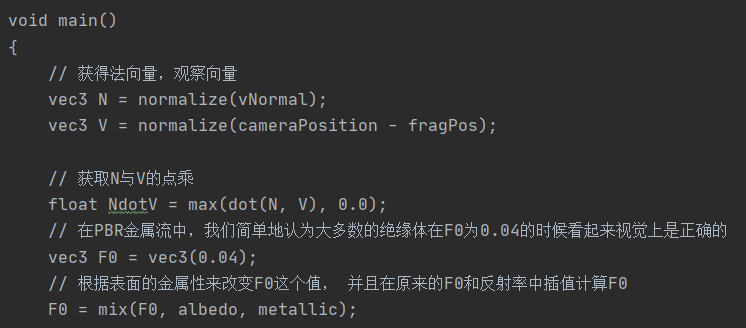 void main()
{
// 获得法向量，观察向量
vec3 N = normalize(vNormal);
vec3 V = normalize(cameraPosition - fragPos);
// 获取N与V的点乘
float NdotV = max(dot(N, V), 0.0);
// 在PBR金属流中，我们简单地认为大多数的绝缘体在F0为0.04的时候看起来视觉上是正确的
vec3 F0 = vec3(0.04);
// 根据表面的金属性来改变F0这个值， 并且在原来的F0和反射率中插值计算F0
F0 = mix(F0, albedo, metallic);